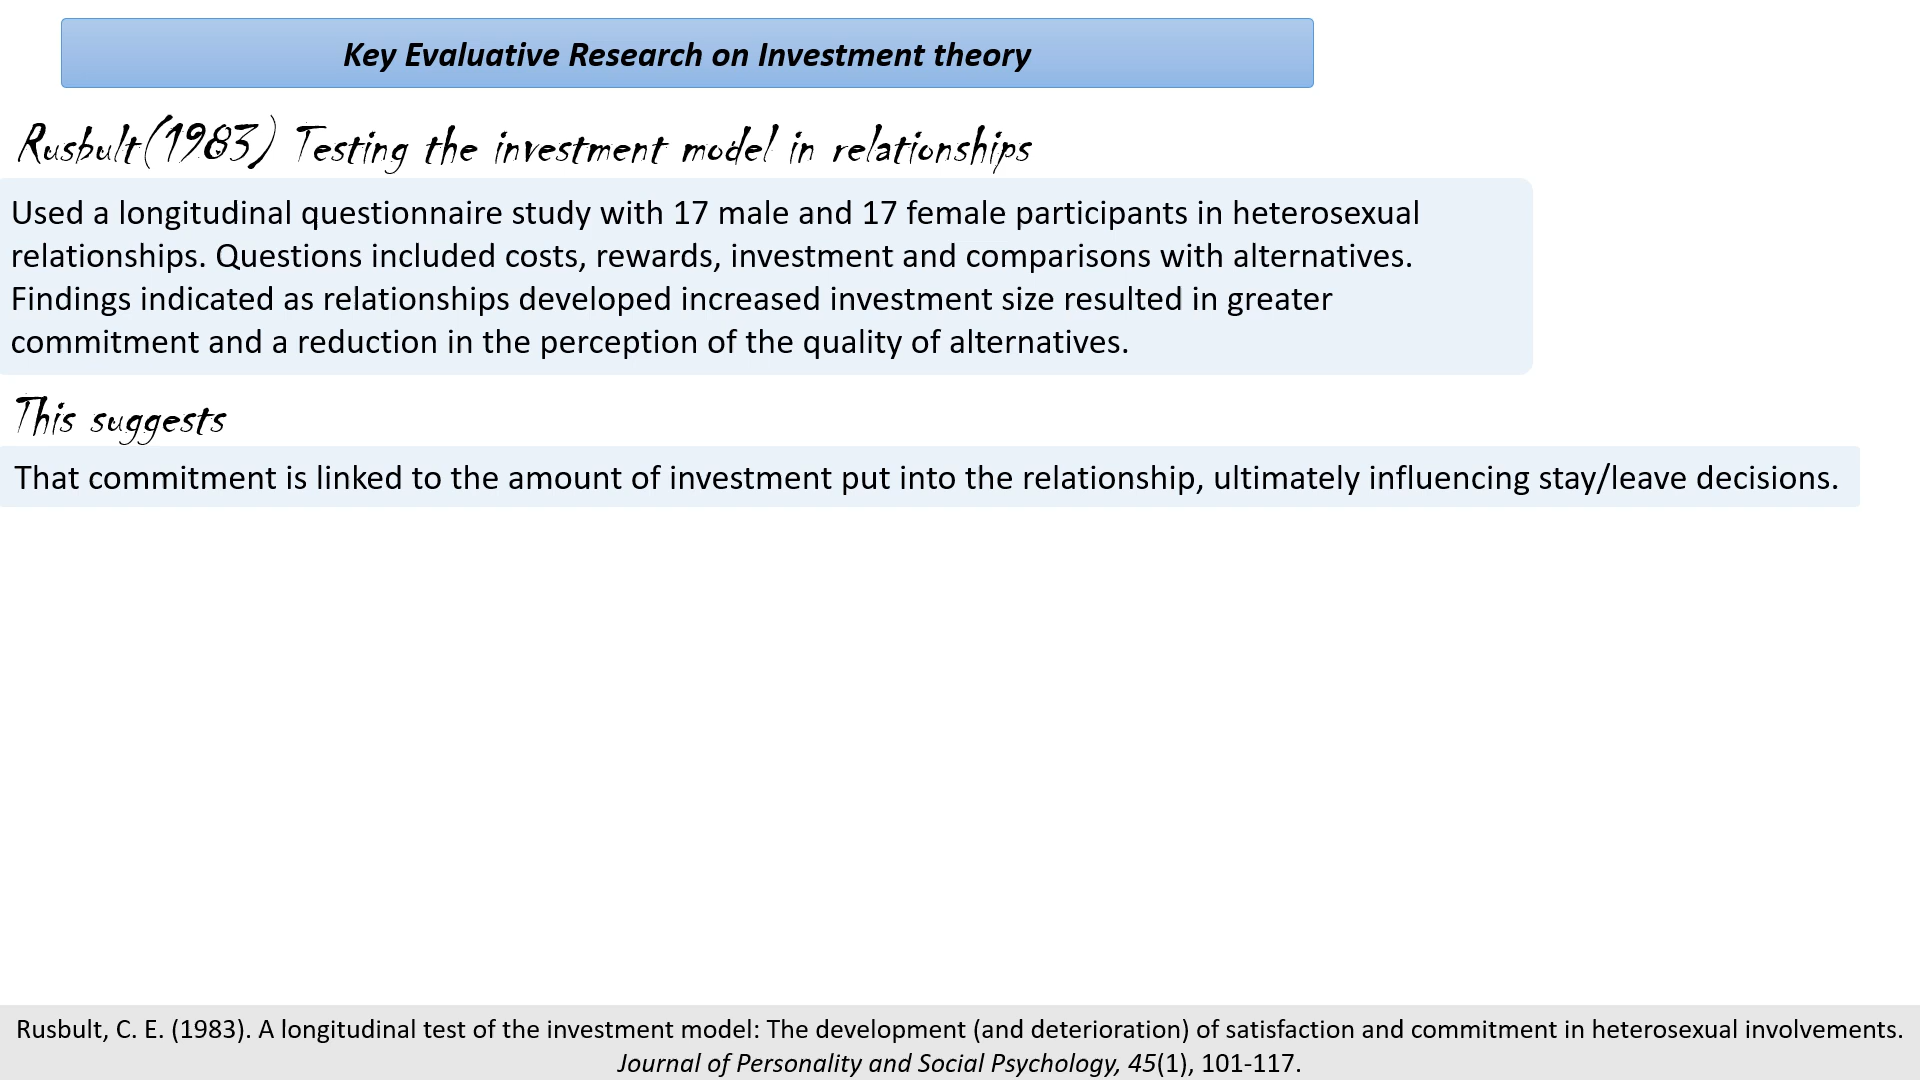 Key Evaluative Research on Investment theory
Rusbult(1983) Testing the investment model in relationships
Used a longitudinal questionnaire study with 17 male and 17 female participants in heterosexual
relationships. Questions included costs, rewards, investment and comparisons with alternatives.
Findings indicated as relationships developed increased investment size resulted in greater
commitment and a reduction in the perception of the quality of alternatives.
This suggests
That commitment is linked to the amount of investment put into the relationship, ultimately influencing stay/leave decisions.
Rusbult, C. E. (1983). A longitudinal test of the investment model: The development (and deterioration) of satisfaction and commitment in heterosexual involvements.
Journal of Personality and Social Psychology, 45(1), 101-117.